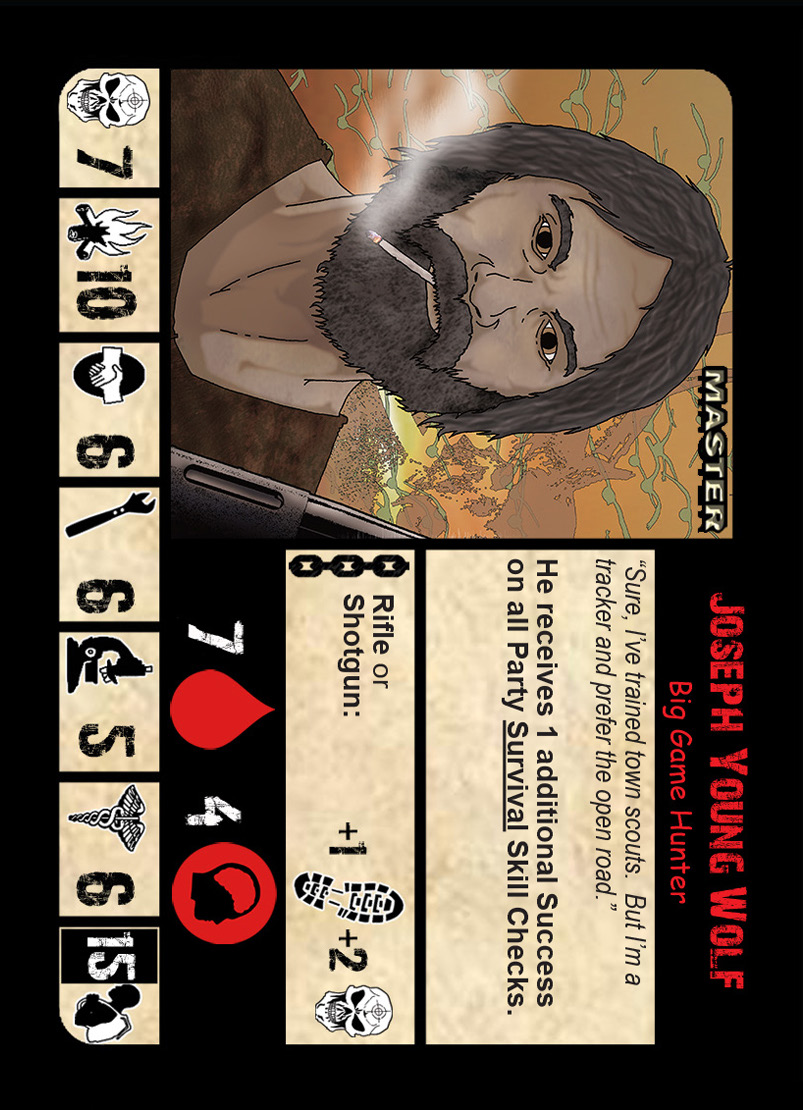 JOSEPH YOUNG WOLF
Big Game Hunter
MASTER
“Sure, I’ve trained town scouts.  But I’m a
tracker and prefer the open road.”
He receives 1 additional Success
on all Party Survival Skill Checks.
Rifle or
Shotgun:
+1 +2
7 4
7 10 6 6 5 6 15